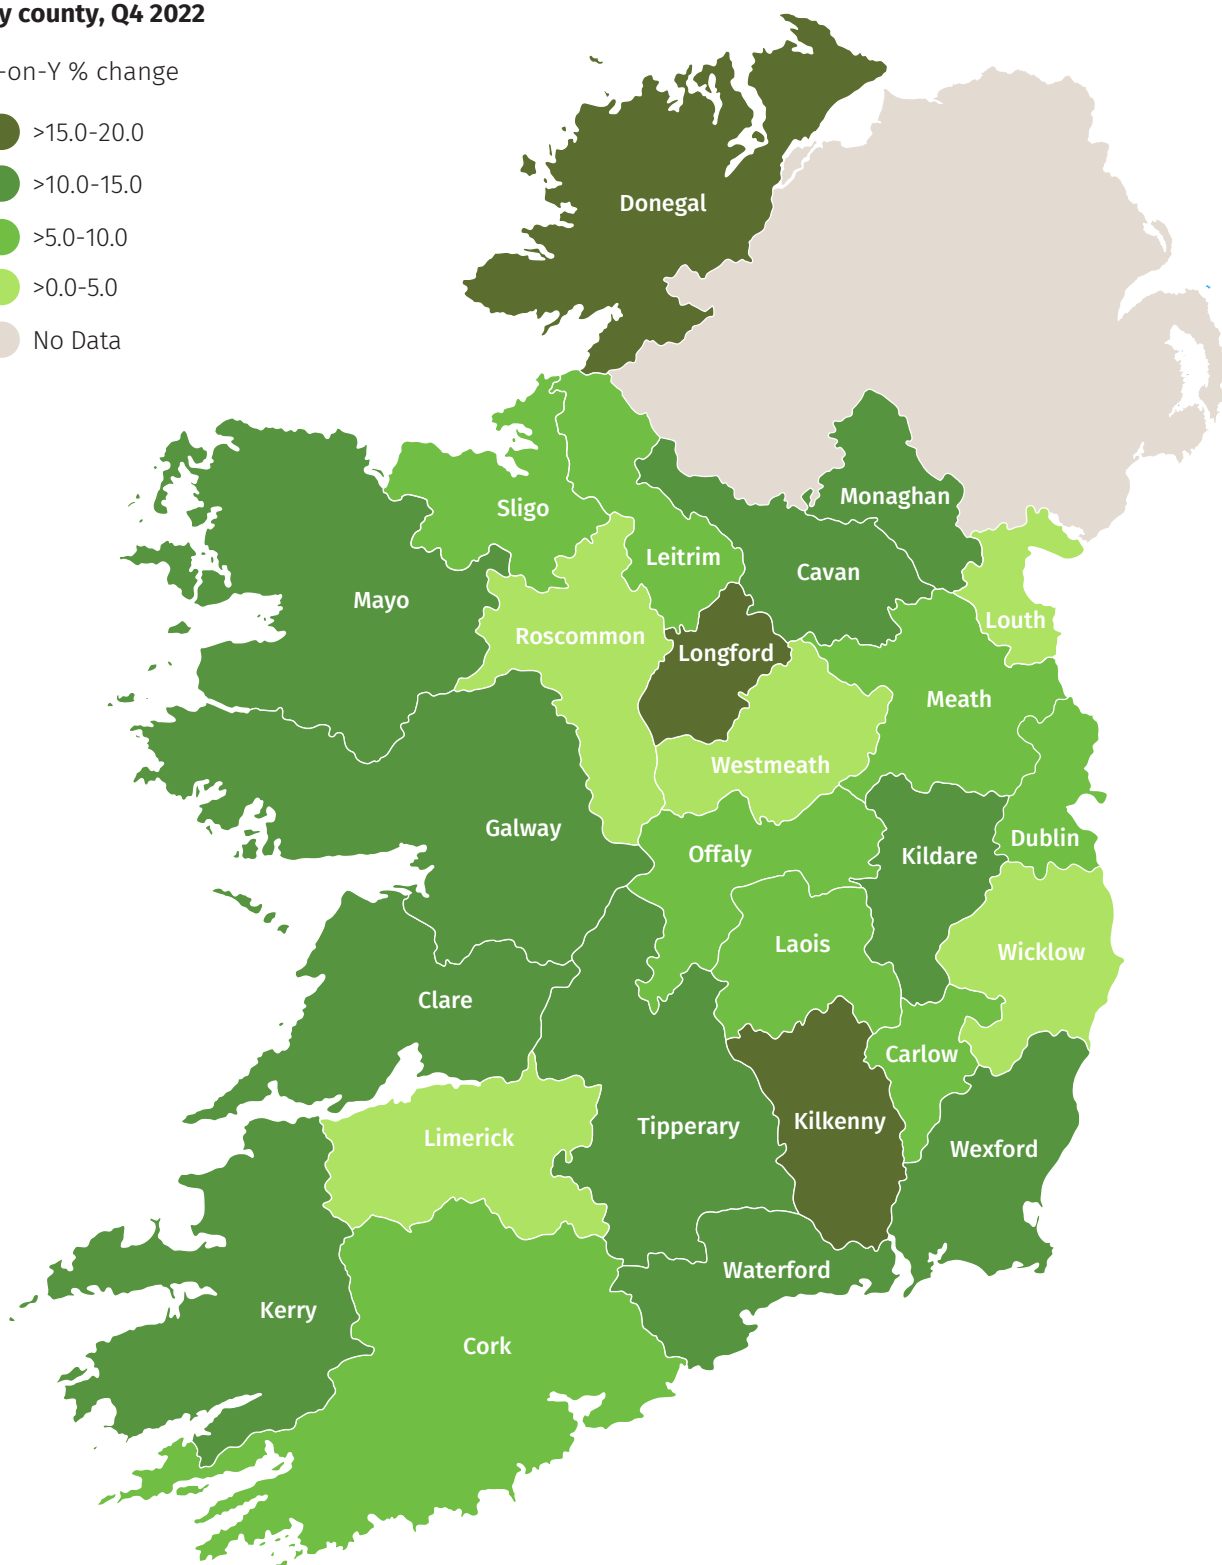 y county, Q4 2022
-on-Y % change
>15.0-20.0
>10.0-15.0
>5.0-10.0
>0.0-5.0
No Data
Donegal
Monaghan
Sligo
Leitrim
Cavan
Mayo
Louth
Roscommon
Longford
Meath
Westmeath
Galway
Dublin
Offaly
Kildare
Laois
Wicklow
Clare
Carlow
Kilkenny
Tipperary
Limerick
Wexford
Waterford
Kerry
Cork